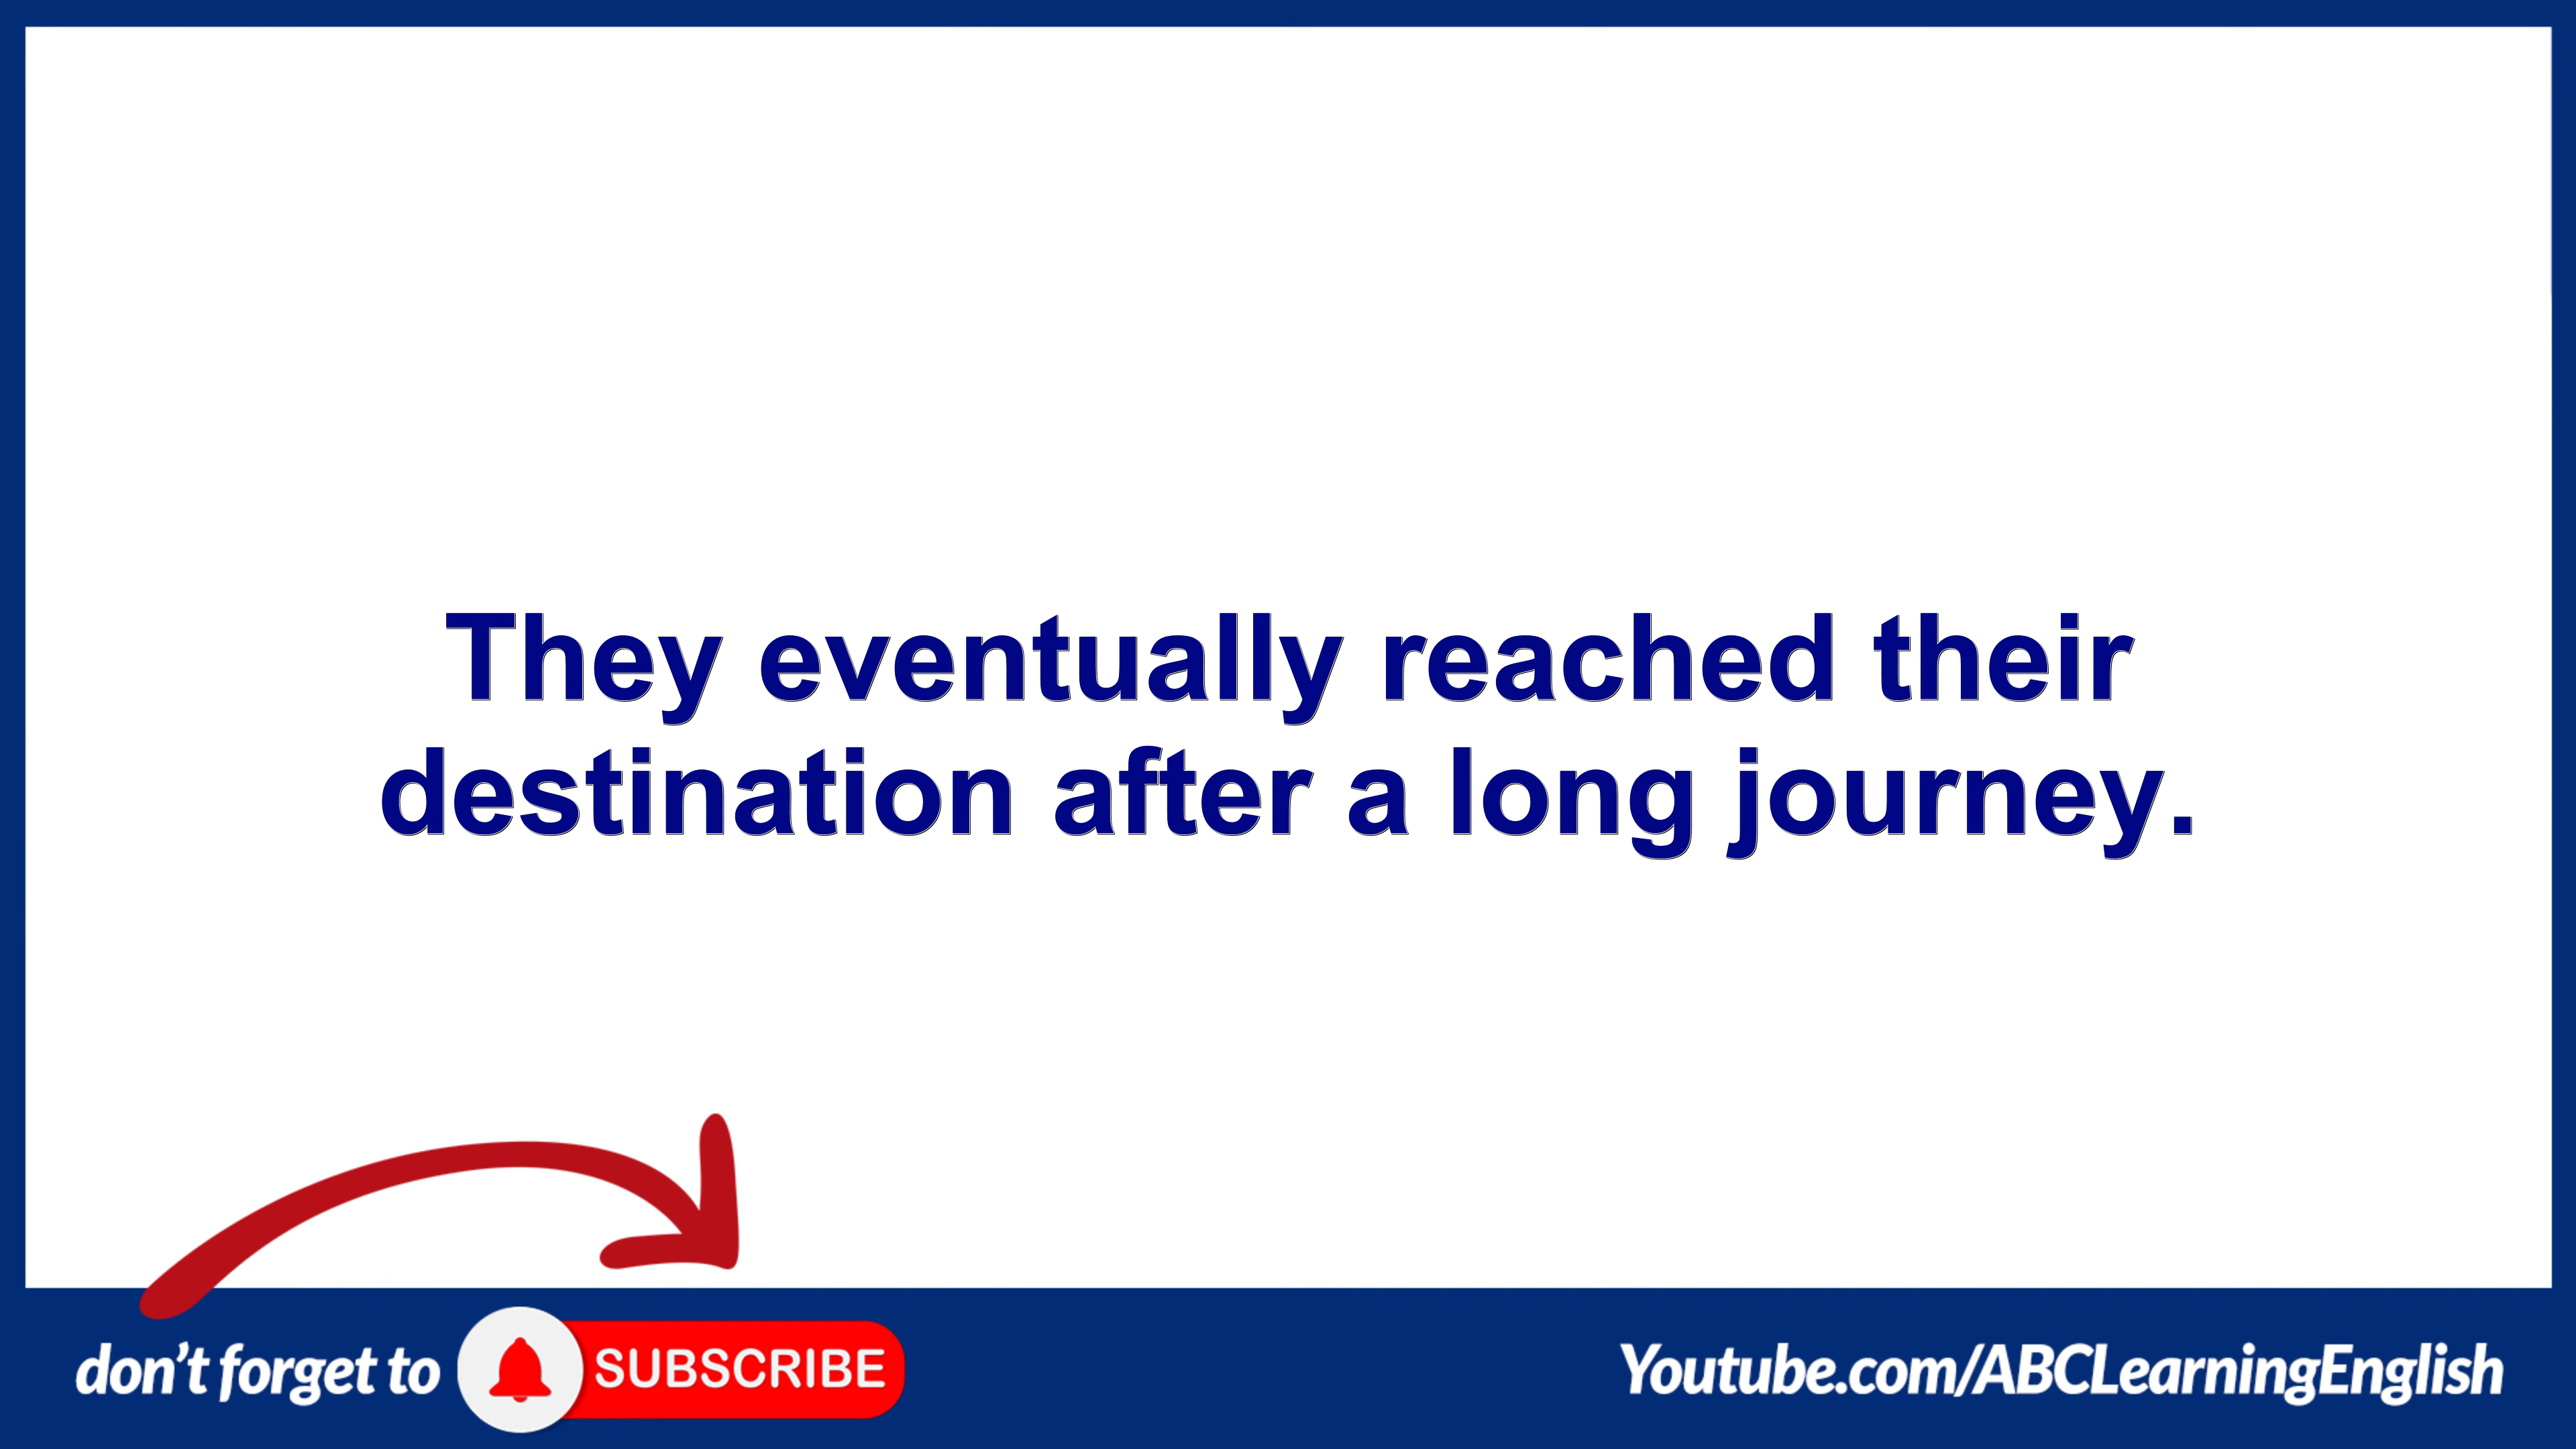 They eventually reached their
destination after a long journey.
don't forget to SUBSCRIBE
Youtube.com/ABCLearningEnglish